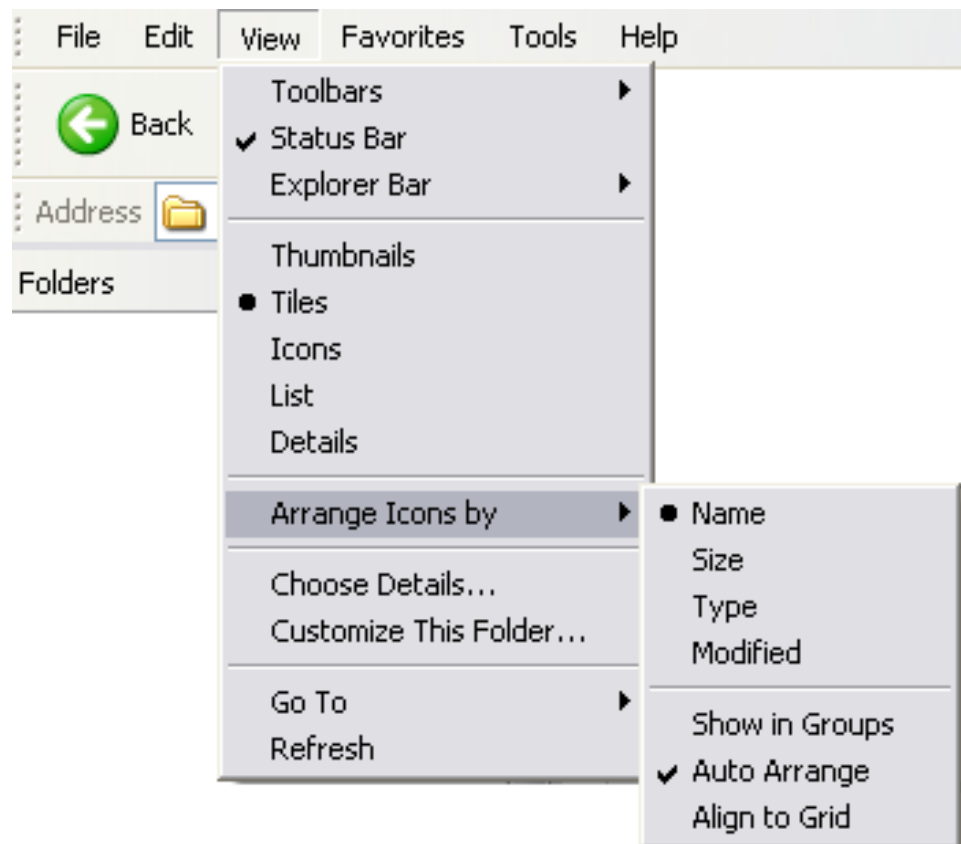 File Edit View Favorites Tools Help
Back
Address
Folders
Toolbars
Status Bar
Explorer Bar
Thumbnails
Tiles
Icons
List
Details
Arrange Icons by
Choose Details...
Customize This Folder...
Go To
Refresh
Name
Size
Type
Modified
Show in Groups
Auto Arrange
Align to Grid